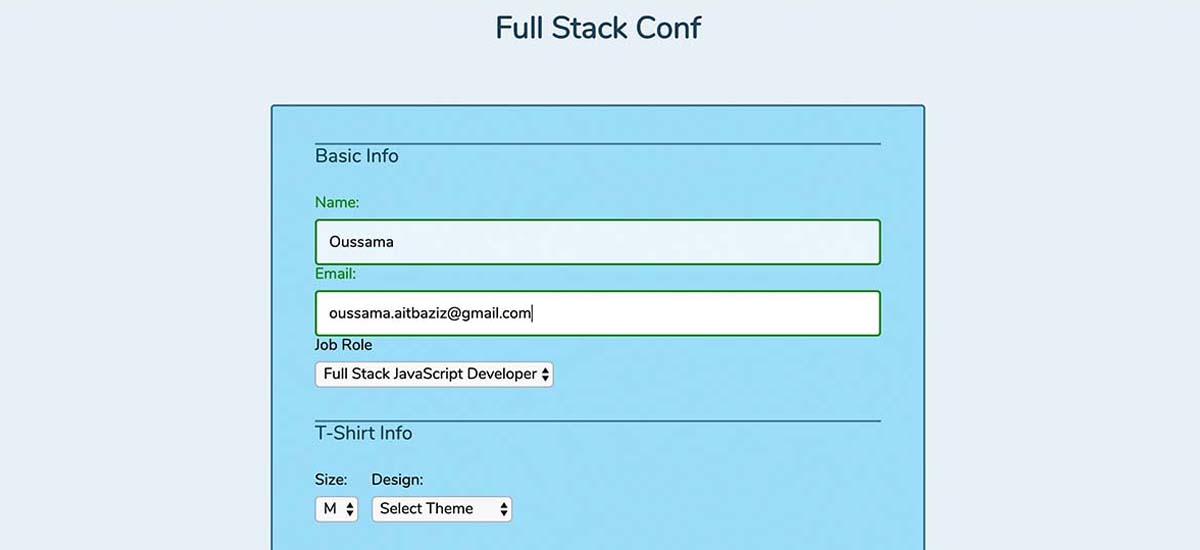 Full Stack Conf
Basic Info
Name:
Oussama
Email:
oussama.aitbaziz@gmail.com
Job Role
Full Stack JavaScript Developer
T-Shirt Info
Size: Design:
M Select Theme